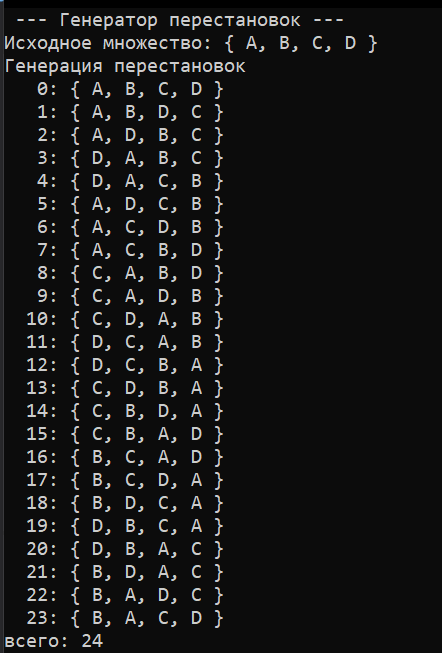 --- Генератор перестановок ---
Исходное множество: { A, B, C, D }
Генерация перестановок
0: { A, B, C, D }
1: { A, B, D, C }
2: { A, D, B, C }
3: { D, A, B, C }
4: { D, A, C, B }
5: { A, D, C, B }
6: { A, C, D, B }
7: { A, C, B, D }
8: { C, A, B, D }
9: { C, A, D, B }
10: { C, D, A, B }
11: { D, C, A, B }
12: { D, C, B, A }
13: { C, D, B, A }
14: { C, B, D, A }
15: { C, B, A, D }
16: { B, C, A, D }
17: { B, C, D, A }
18: { B, D, C, A }
19: { D, B, C, A }
20: { D, B, A, C }
21: { B, D, A, C }
22: { B, A, D, C }
23: { B, A, C, D }
всего: 24